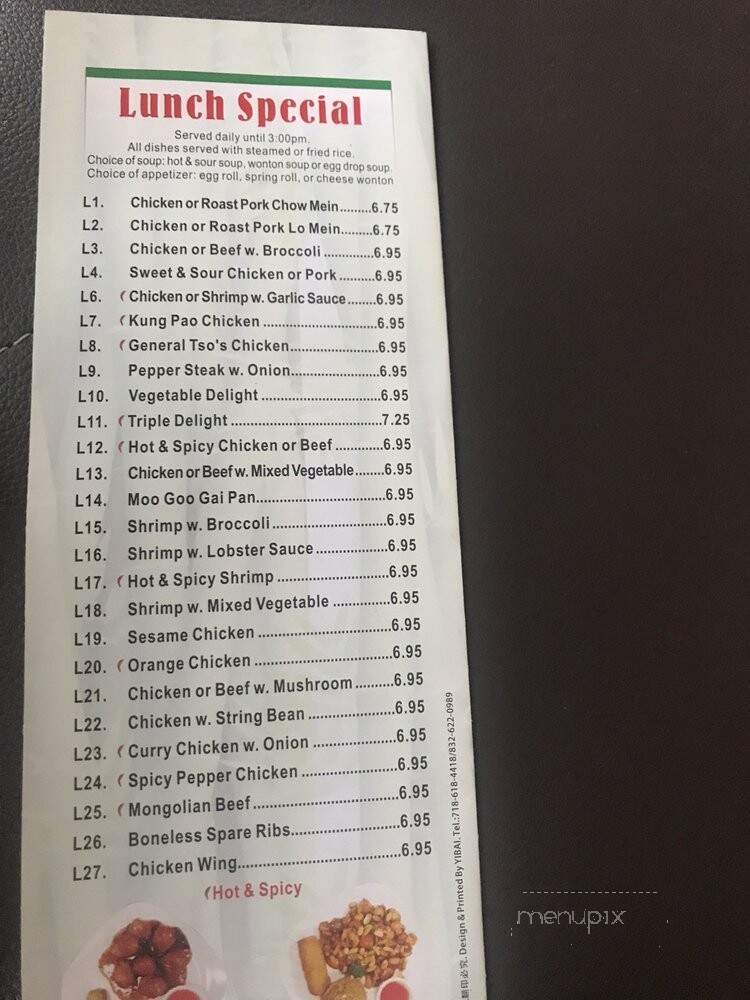 Lunch Special
Served daily until 3:00pm.
All dishes served with steamed or fried rice.
Choice of soup: hot & sour soup, wonton soup or egg drop soup.
Choice of appetizer: egg roll, spring roll, or cheese wonton
L1. Chicken or Roast Pork Chow Mein.........6.75
L2. Chicken or Roast Pork Lo Mein.........6.75
L3. Chicken or Beef w. Broccoli ..............6.95
L4. Sweet & Sour Chicken or Pork .........6.95
L6. Chicken or Shrimp w. Garlic Sauce........6.95
L7. Kung Pao Chicken ................................6.95
L8. General Tso's Chicken.........................6.95
L9. Pepper Steak w. Onion.........................6.95
L10. Vegetable Delight ..................................6.95
L11. Triple Delight ...........................................7.25
L12. Hot & Spicy Chicken or Beef .............6.95
L13. Chicken or Beef w. Mixed Vegetable........6.95
L14. Moo Goo Gai Pan.....................................6.95
L15. Shrimp w. Broccoli ................................6.95
L16. Shrimp w. Lobster Sauce ....................6.95
L17. Hot & Spicy Shrimp ...............................6.95
L18. Shrimp w. Mixed Vegetable ................6.95
L19. Sesame Chicken .....................................6.95
L20. Orange Chicken ......................................6.95
L21. Chicken or Beef w. Mushroom ..........6.95
L22. Chicken w. String Bean ........................6.95
L23. Curry Chicken w. Onion .......................6.95
L24. Spicy Pepper Chicken ..........................6.95
L25. Mongolian Beef ........................................6.95
L26. Boneless Spare Ribs..............................6.95
L27. Chicken Wing.............................................6.95
Hot & Spicy
翻印必究. Design & Printed By YIBAI. Tel.:718-618-4418/832-622-0989
menupix